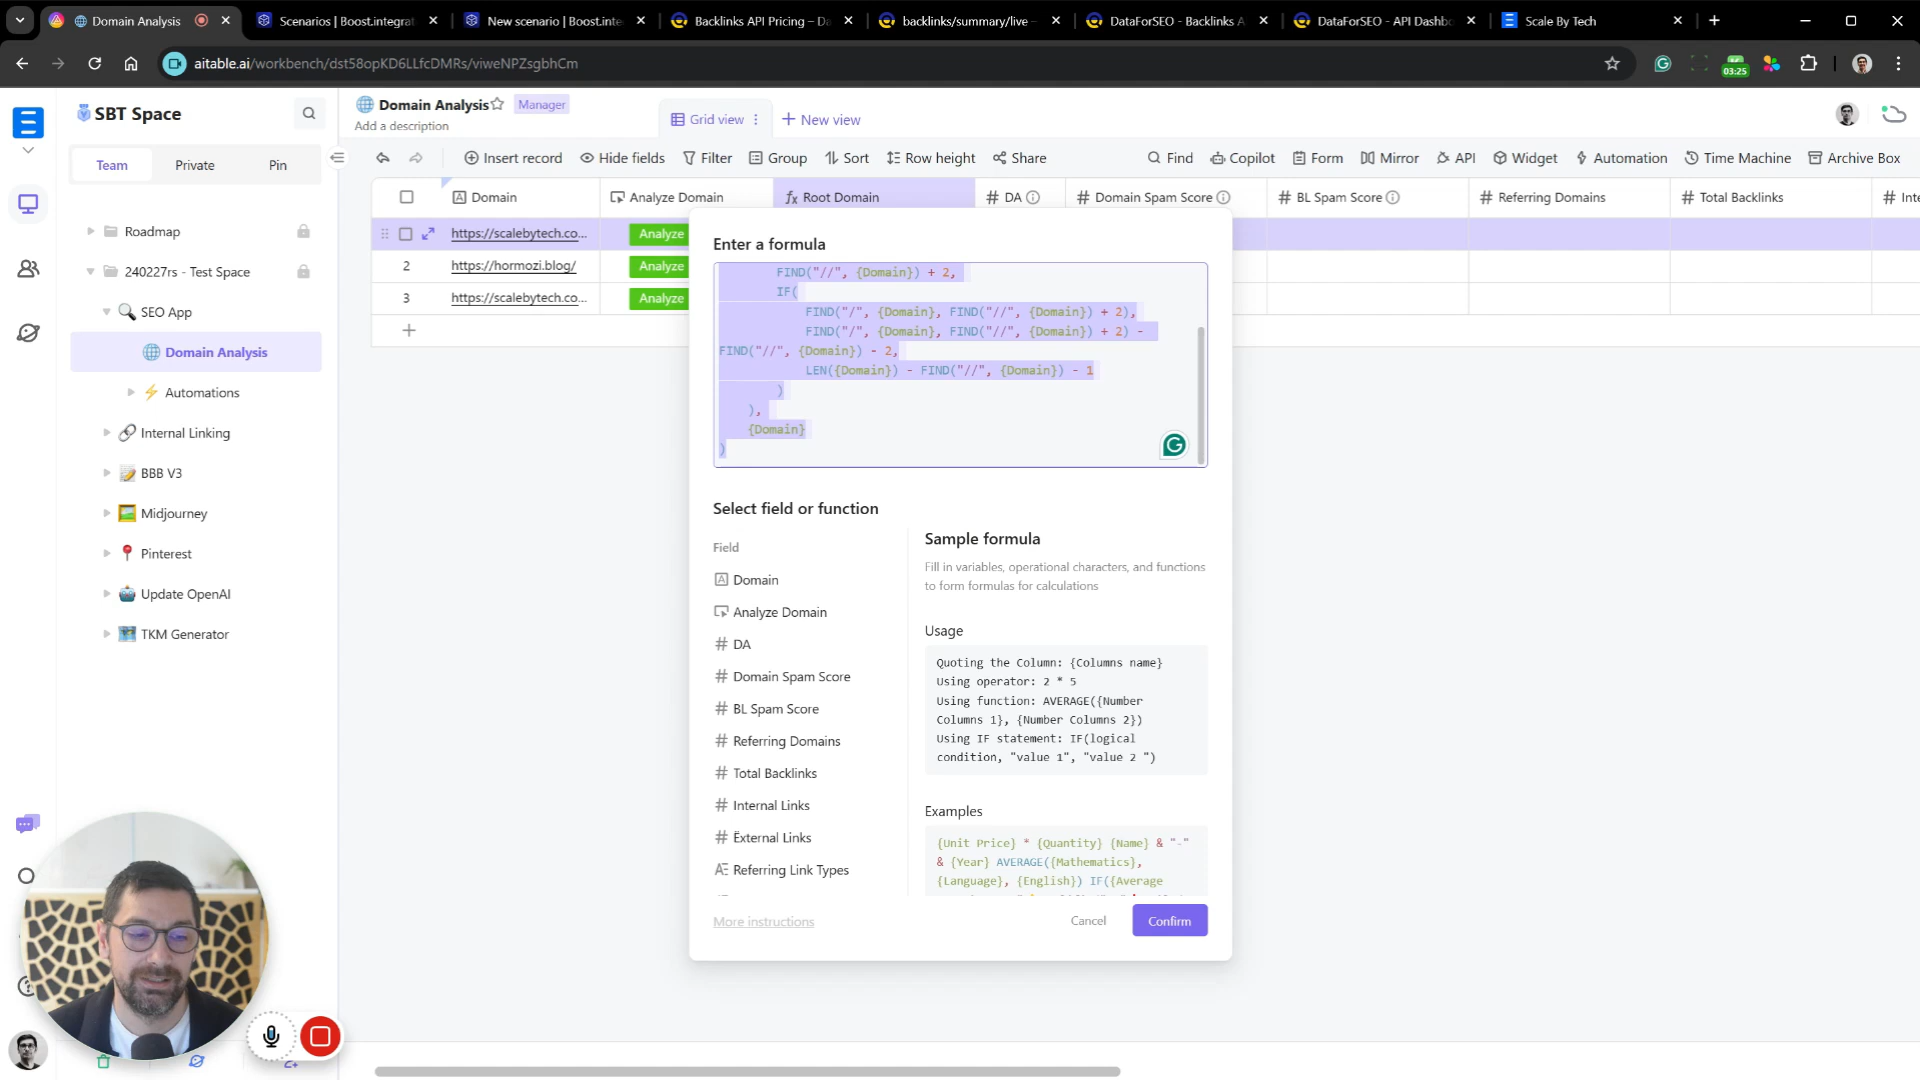 Domain Analysis
Scenarios | Boost.integrat
New scenario | Boost.inte
Backlinks API Pricing – Da
backlinks/summary/live –
DataForSEO - Backlinks A
DataForSEO - API Dashbo
Scale By Tech
aitable.ai/workbench/dst58opKD6LLfcDMRs/viweNPZsgbhCm
03:25
SBT Space
Domain Analysis
Manager
Add a description
Grid view
New view
Team
Private
Pin
Insert record
Hide fields
Filter
Group
Sort
Row height
Share
Find
Copilot
Form
Mirror
API
Widget
Automation
Time Machine
Archive Box
Domain
Analyze Domain
Root Domain
DA
Domain Spam Score
BL Spam Score
Referring Domains
Total Backlinks
Inte
https://scalebytech.co...
Analyze
2
https://hormozi.blog/
Analyze
3
https://scalebytech.co...
Analyze
Roadmap
240227rs - Test Space
SEO App
Domain Analysis
Automations
Internal Linking
BBB V3
Midjourney
Pinterest
Update OpenAI
TKM Generator
Enter a formula
FIND("//", {Domain}) + 2,
IF(
FIND("/", {Domain}, FIND("//", {Domain}) + 2),
FIND("/", {Domain}, FIND("//", {Domain}) + 2) -
FIND("//", {Domain}) - 2,
LEN({Domain}) - FIND("//", {Domain}) - 1
)
),
{Domain}
)
Select field or function
Field
Domain
Analyze Domain
DA
Domain Spam Score
BL Spam Score
Referring Domains
Total Backlinks
Internal Links
External Links
Referring Link Types
Sample formula
Fill in variables, operational characters, and functions
to form formulas for calculations
Usage
Quoting the Column: {Columns name}
Using operator: 2 * 5
Using function: AVERAGE({Number
Columns 1}, {Number Columns 2})
Using IF statement: IF(logical
condition, "value 1", "value 2 ")
Examples
{Unit Price} * {Quantity} {Name} & "-"
& {Year} AVERAGE({Mathematics},
{Language}, {English}) IF({Average
More instructions
Cancel
Confirm